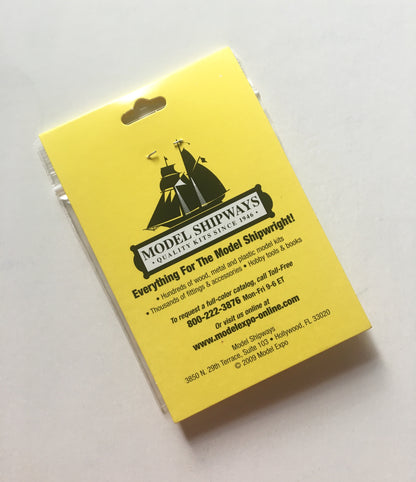 MODEL SHIPWAYS
• QUALITY KITS SINCE 1946 •
Everything For The Model Shipwright!
• Hundreds of wood, metal and plastic model kits
• Thousands of fittings & accessories • Hobby tools & books
To request a full-color catalog, call Toll-Free
800-222-3876 Mon-Fri 9-6 ET
Or visit us online at
www.modelexpo-online.com
Model Shipways
3850 N. 29th Terrace, Suite 103 • Hollywood, FL 33020
© 2009 Model Expo